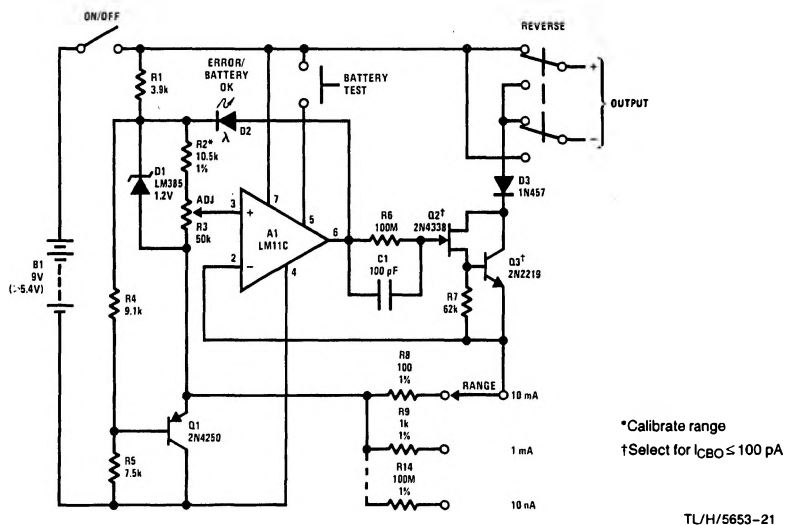 ON/OFF
REVERSE
R1
3.9k
ERROR/
BATTERY
OK
BATTERY
TEST
+
OUTPUT
−
D2
λ
R2*
10.5k
1%
D1
LM385
1.2V
ADJ
R3
50k
3
+
7
A1
LM11C
5
6
2
−
4
R6
100M
C1
100 pF
Q2†
2N4338
D3
1N457
Q3†
2N2219
R7
62k
B1
9V
R4
9.1k
R8
100
1%
RANGE
10 mA
R9
1k
1%
1 mA
R14
100M
1%
10 nA
Q1
2N4250
R5
7.5k
*Calibrate range
†Select for ICBO ≤ 100 pA
TL/H/5653–21